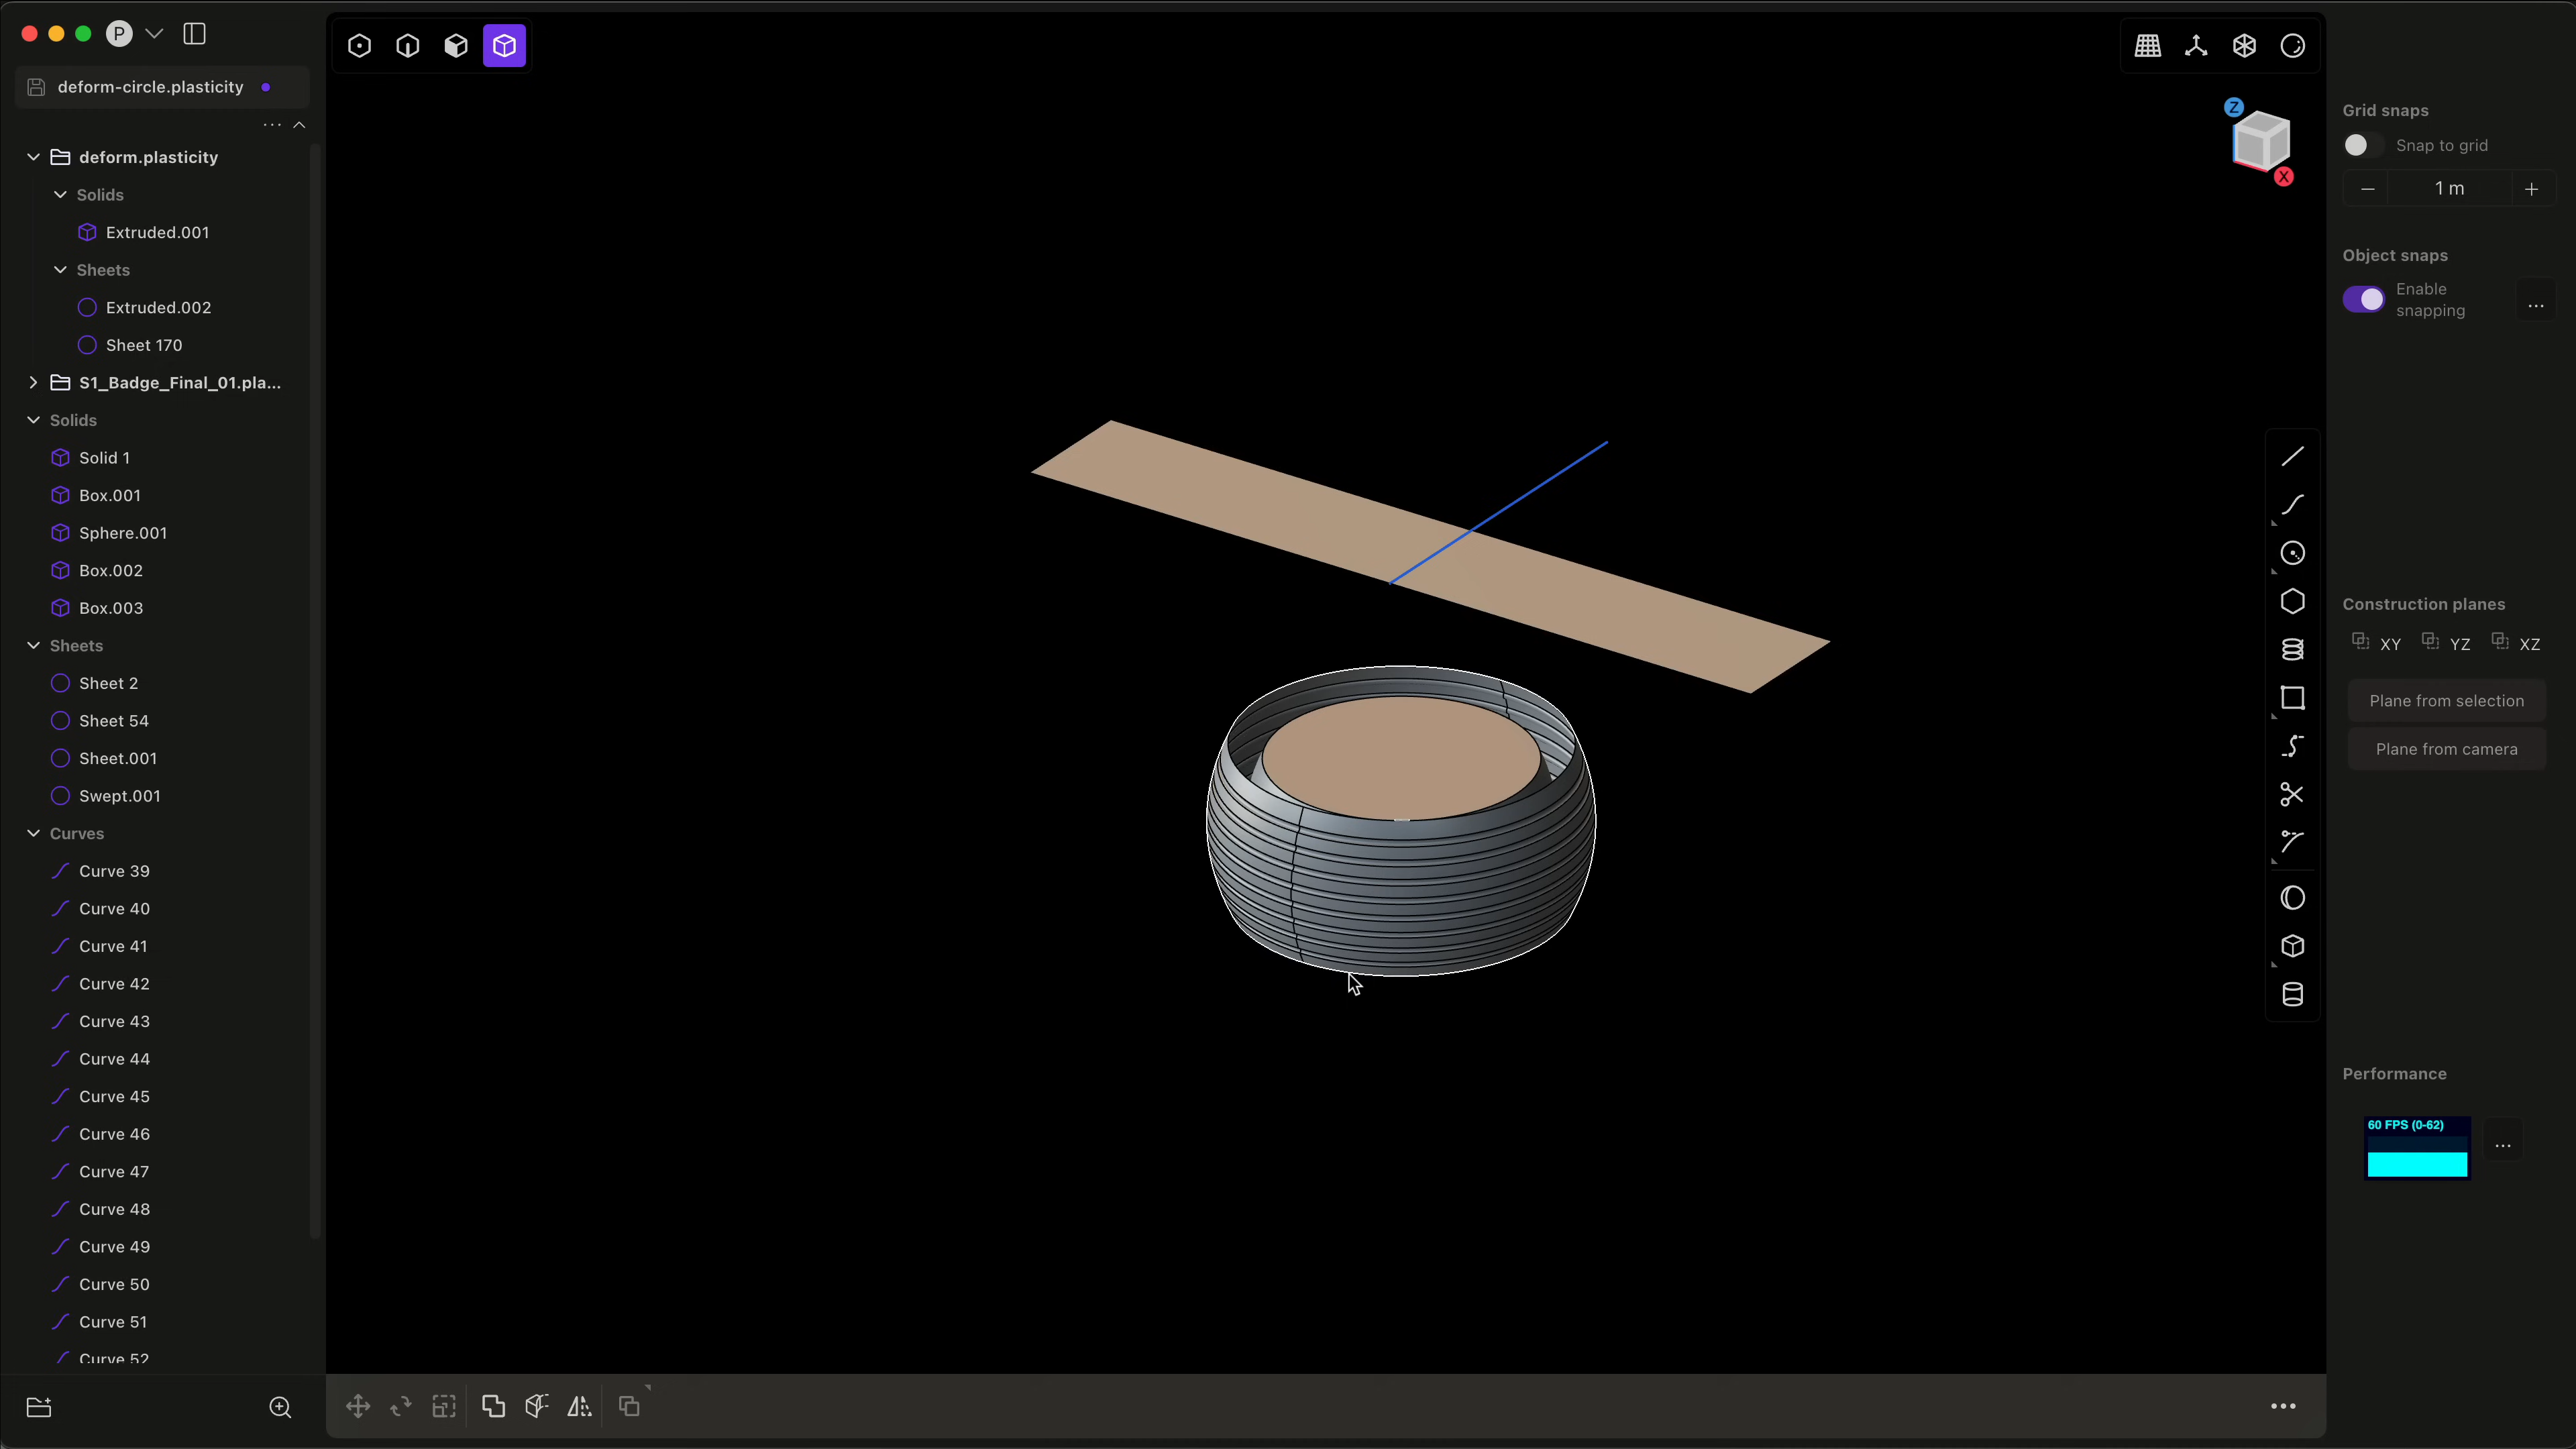 P
deform-circle.plasticity
deform.plasticity
Solids
Extruded.001
Sheets
Extruded.002
Sheet 170
S1_Badge_Final_01.pla...
Solids
Solid 1
Box.001
Sphere.001
Box.002
Box.003
Sheets
Sheet 2
Sheet 54
Sheet.001
Swept.001
Curves
Curve 39
Curve 40
Curve 41
Curve 42
Curve 43
Curve 44
Curve 45
Curve 46
Curve 47
Curve 48
Curve 49
Curve 50
Curve 51
Curve 52
Z
X
Grid snaps
Snap to grid
1 m
Object snaps
Enable
snapping
Construction planes
XY YZ XZ
Plane from selection
Plane from camera
Performance
60 FPS (0-62)